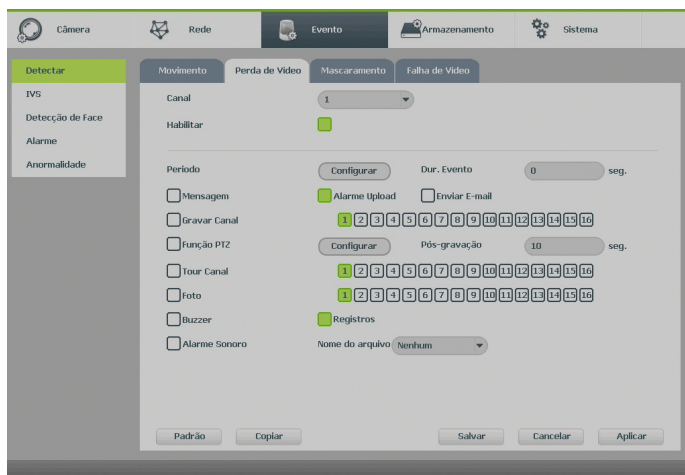 Câmera Rede Evento Armazenamento Sistema
Detectar
IVS
Detecção de Face
Alarme
Anormalidade
Movimento Perda de Vídeo Mascaramento Falha de Vídeo
Canal 1
Habilitar
Período Configurar Dur. Evento 0 seg.
Mensagem Alarme Upload Enviar E-mail
Gravar Canal 1 2 3 4 5 6 7 8 9 10 11 12 13 14 15 16
Função PTZ Configurar Pós-gravação 10 seg.
Tour Canal 1 2 3 4 5 6 7 8 9 10 11 12 13 14 15 16
Foto 1 2 3 4 5 6 7 8 9 10 11 12 13 14 15 16
Buzzer Registros
Alarme Sonoro Nome do arquivo Nenhum
Padrão Copiar Salvar Cancelar Aplicar